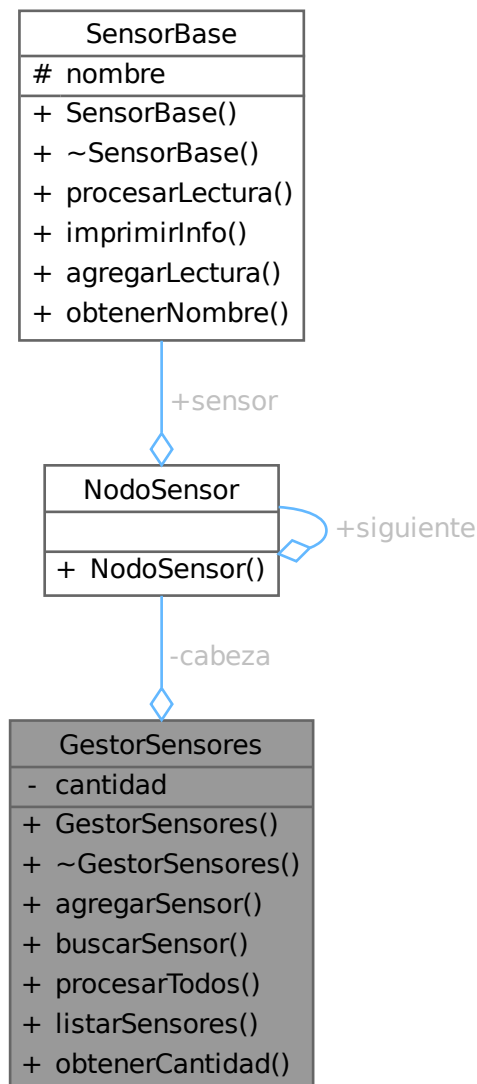 SensorBase
# nombre
+ SensorBase()
+ ~SensorBase()
+ procesarLectura()
+ imprimirInfo()
+ agregarLectura()
+ obtenerNombre()
+sensor
NodoSensor
+siguiente
+ NodoSensor()
-cabeza
GestorSensores
- cantidad
+ GestorSensores()
+ ~GestorSensores()
+ agregarSensor()
+ buscarSensor()
+ procesarTodos()
+ listarSensores()
+ obtenerCantidad()